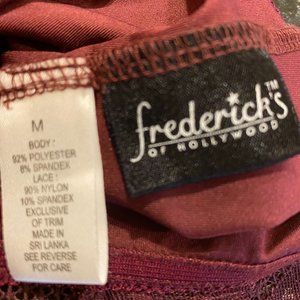 M
BODY:
92% POLYESTER
8% SPANDEX
LACE:
90% NYLON
10% SPANDEX
EXCLUSIVE
OF TRIM
MADE IN
SRI LANKA
SEE REVERSE
FOR CARE
frederick's™
OF HOLLYWOOD